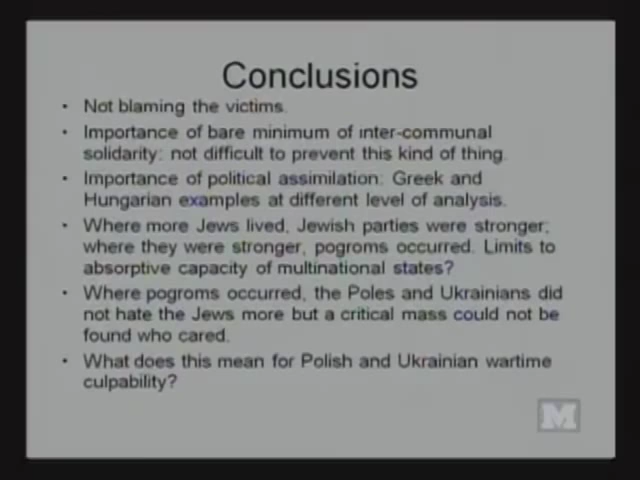 Conclusions
• Not blaming the victims.
• Importance of bare minimum of inter-communal
solidarity: not difficult to prevent this kind of thing.
• Importance of political assimilation: Greek and
Hungarian examples at different level of analysis.
• Where more Jews lived, Jewish parties were stronger;
where they were stronger, pogroms occurred. Limits to
absorptive capacity of multinational states?
• Where pogroms occurred, the Poles and Ukrainians did
not hate the Jews more but a critical mass could not be
found who cared.
• What does this mean for Polish and Ukrainian wartime
culpability?
M